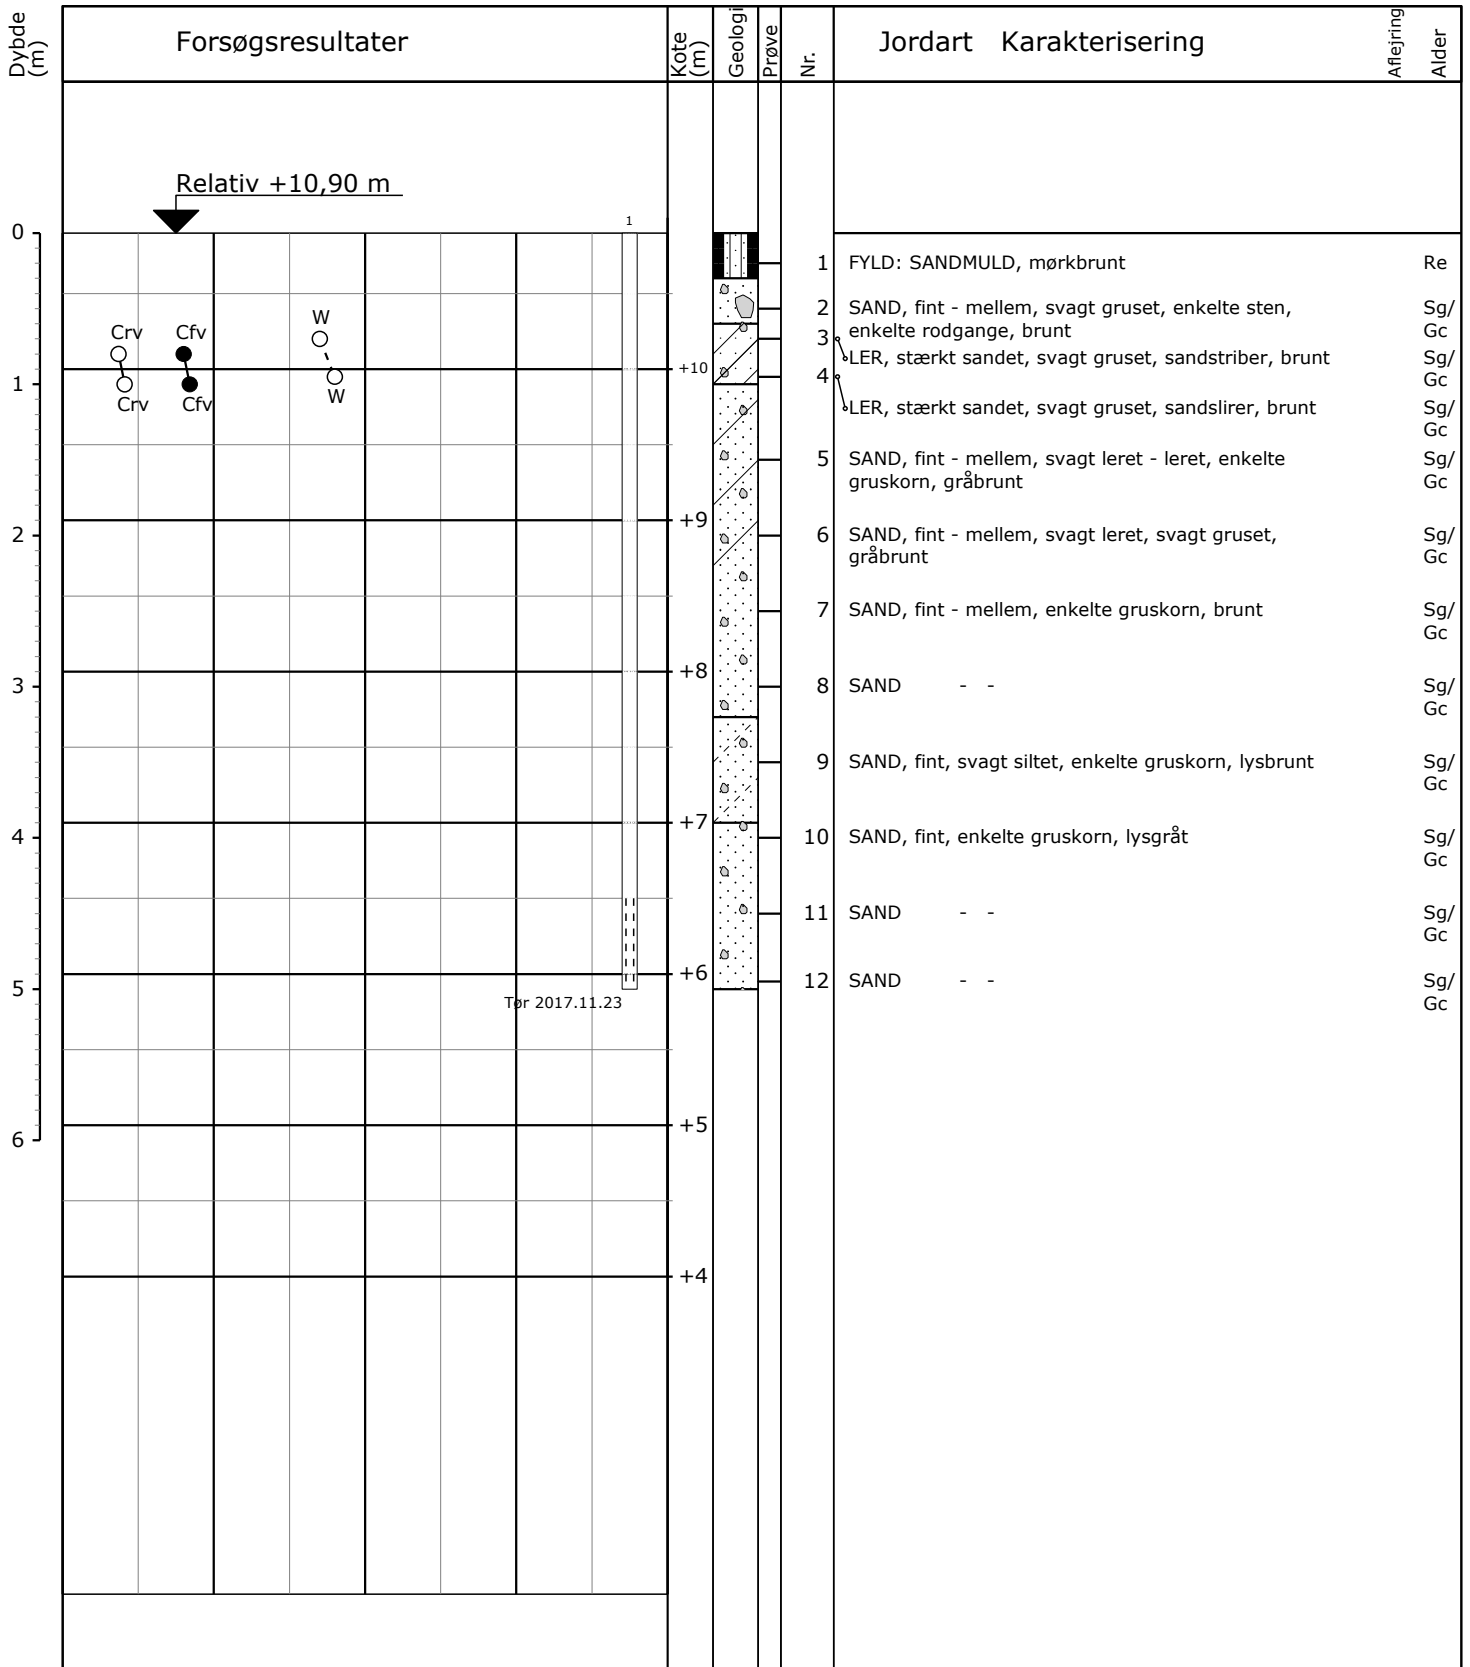 Dybde
(m)
Forsøgsresultater
Kote
(m)
Geologi
Prøve
Nr.
Jordart Karakterisering
Aflejring
Alder
Relativ +10,90 m
1
0
1 FYLD: SANDMULD, mørkbrunt Re
2 SAND, fint - mellem, svagt gruset, enkelte sten, Sg/
enkelte rodgange, brunt Gc
Crv Cfv W
3 LER, stærkt sandet, svagt gruset, sandstriber, brunt Sg/
Gc
+10
1
Crv Cfv W
4 LER, stærkt sandet, svagt gruset, sandslirer, brunt Sg/
Gc
5 SAND, fint - mellem, svagt leret - leret, enkelte Sg/
gruskorn, gråbrunt Gc
+9
2
6 SAND, fint - mellem, svagt leret, svagt gruset, Sg/
gråbrunt Gc
7 SAND, fint - mellem, enkelte gruskorn, brunt Sg/
Gc
+8
3
8 SAND - - Sg/
Gc
9 SAND, fint, svagt siltet, enkelte gruskorn, lysbrunt Sg/
Gc
+7
4
10 SAND, fint, enkelte gruskorn, lysgråt Sg/
Gc
11 SAND - - Sg/
Gc
+6
5
12 SAND - - Sg/
Gc
Tør 2017.11.23
+5
6
+4